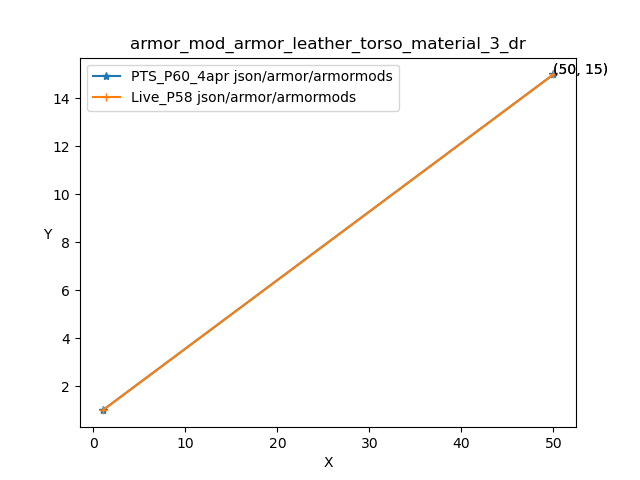 armor_mod_armor_leather_torso_material_3_dr
PTS_P60_4apr json/armor/armormods
Live_P58 json/armor/armormods
(50, 15)
14
12
10
8
6
4
2
Y
0
10
20
30
40
50
X